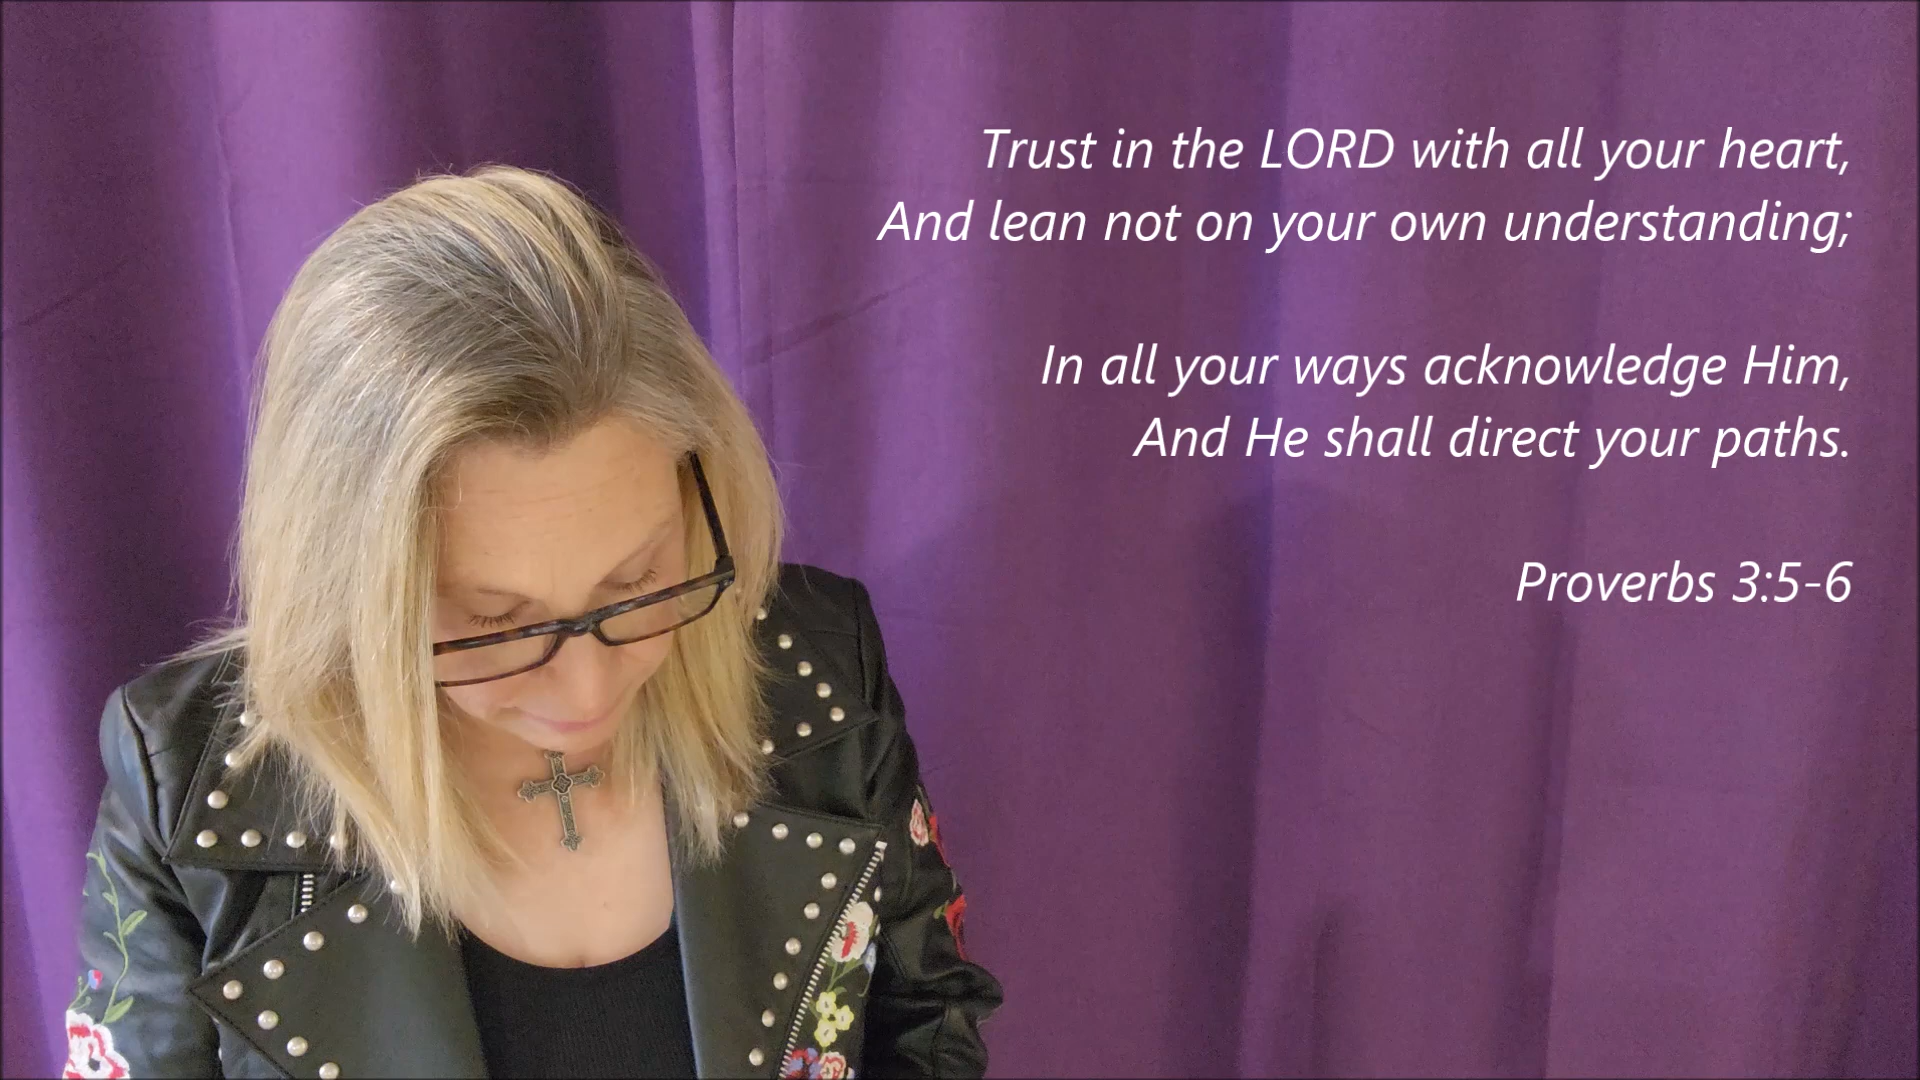 Trust in the LORD with all your heart,
And lean not on your own understanding;
In all your ways acknowledge Him,
And He shall direct your paths.
Proverbs 3:5-6